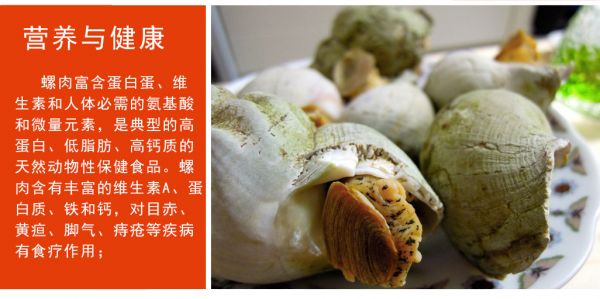 营养与健康
螺肉富含蛋白蛋、维
生素和人体必需的氨基酸
和微量元素，是典型的高
蛋白、低脂肪、高钙质的
天然动物性保健食品。螺
肉含有丰富的维生素A、蛋
白质、铁和钙，对目赤、
黄疸、脚气、痔疮等疾病
有食疗作用；